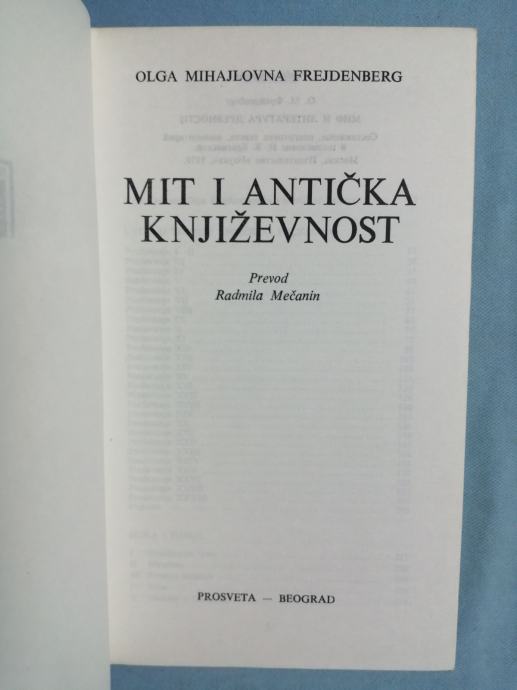 OLGA MIHAJLOVNA FREJDENBERG
MIT I ANTIČKA
KNJIŽEVNOST
Prevod
Radmila Mečanin
PROSVETA — BEOGRAD